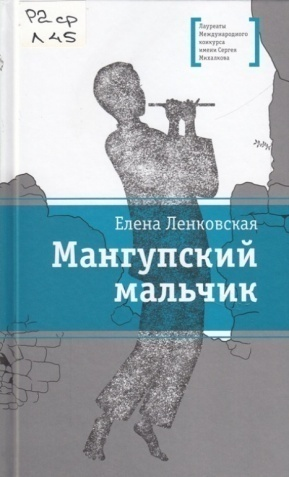 Р2 ср
Л 45
Лауреаты
Международного
конкурса
имени Сергея
Михалкова
Елена Ленковская
Мангупский
мальчик